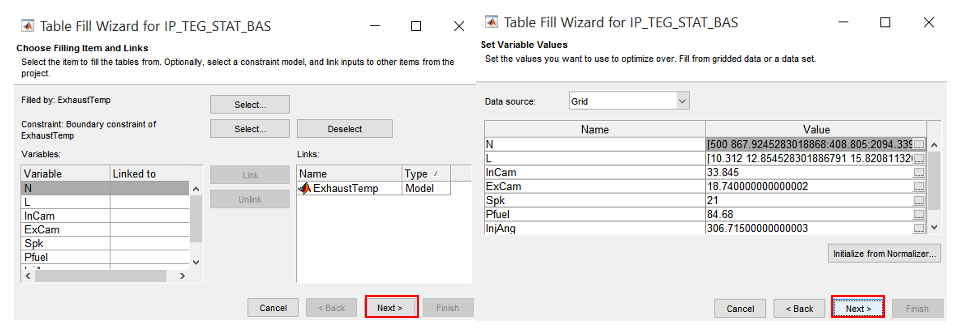 Table Fill Wizard for IP_TEG_STAT_BAS
Choose Filling Item and Links
Select the item to fill the tables from. Optionally, select a constraint model, and link inputs to other items from the
project.
Filled by: ExhaustTemp
Select...
Constraint: Boundary constraint of
ExhaustTemp
Select...
Deselect
Variables:
Links:
Variable Linked to
N
L
InCam
ExCam
Spk
Pfuel
Link
Unlink
Name Type
ExhaustTemp Model
Cancel < Back Next > Finish
Table Fill Wizard for IP_TEG_STAT_BAS
Set Variable Values
Set the values you want to use to optimize over. Fill from gridded data or a data set.
Data source: Grid
Name Value
N [500 867.9245283018868:408.805:2094.339
L [10.312 12.854528301886791 15.820811320
InCam 33.845
ExCam 18.740000000000002
Spk 21
Pfuel 84.68
InjAng 306.71500000000003
Initialize from Normalizer...
Cancel < Back Next > Finish